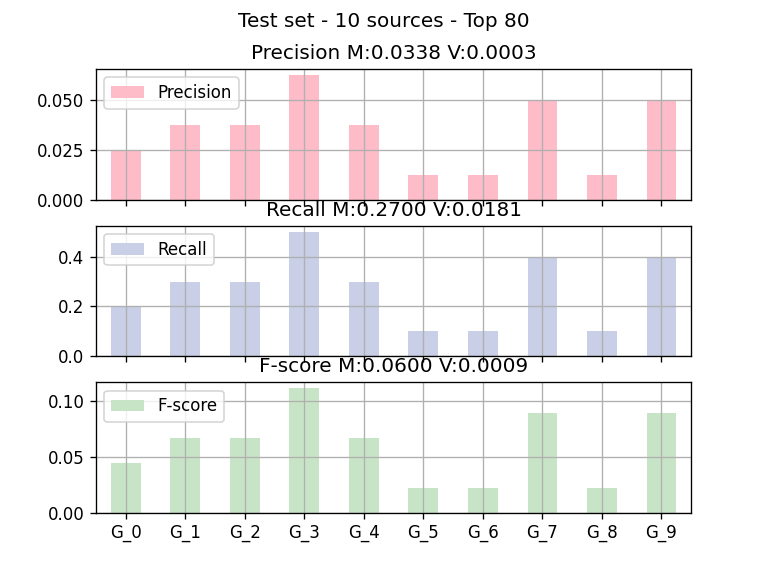 Test set - 10 sources - Top 80
Precision M:0.0338 V:0.0003
Precision
0.050
0.025
0.000
Recall M:0.2700 V:0.0181
Recall
0.4
0.2
0.0
F-score M:0.0600 V:0.0009
F-score
0.10
0.05
0.00
G_0 G_1 G_2 G_3 G_4 G_5 G_6 G_7 G_8 G_9